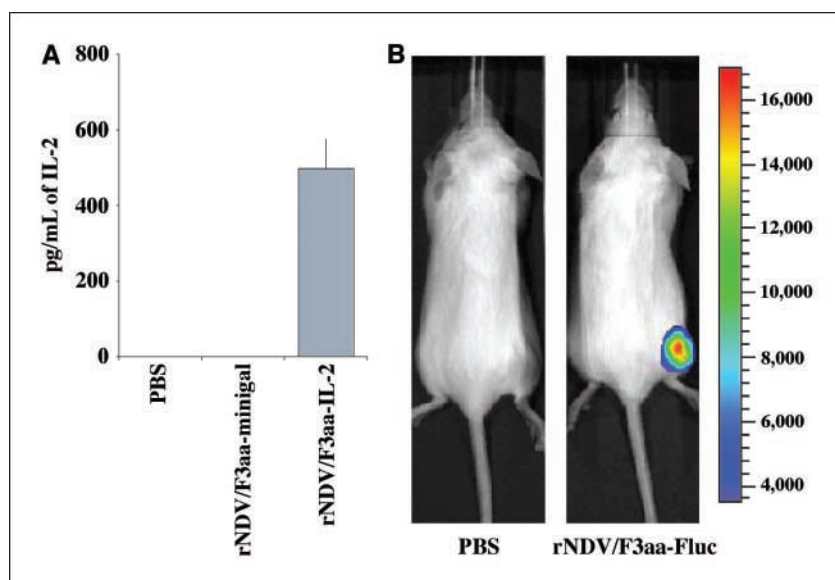 A
800
600
400
200
0
pg/mL of IL-2
PBS
rNDV/F3aa-minigal
rNDV/F3aa-IL-2
B
PBS
rNDV/F3aa-Fluc
16,000
14,000
12,000
10,000
8,000
6,000
4,000